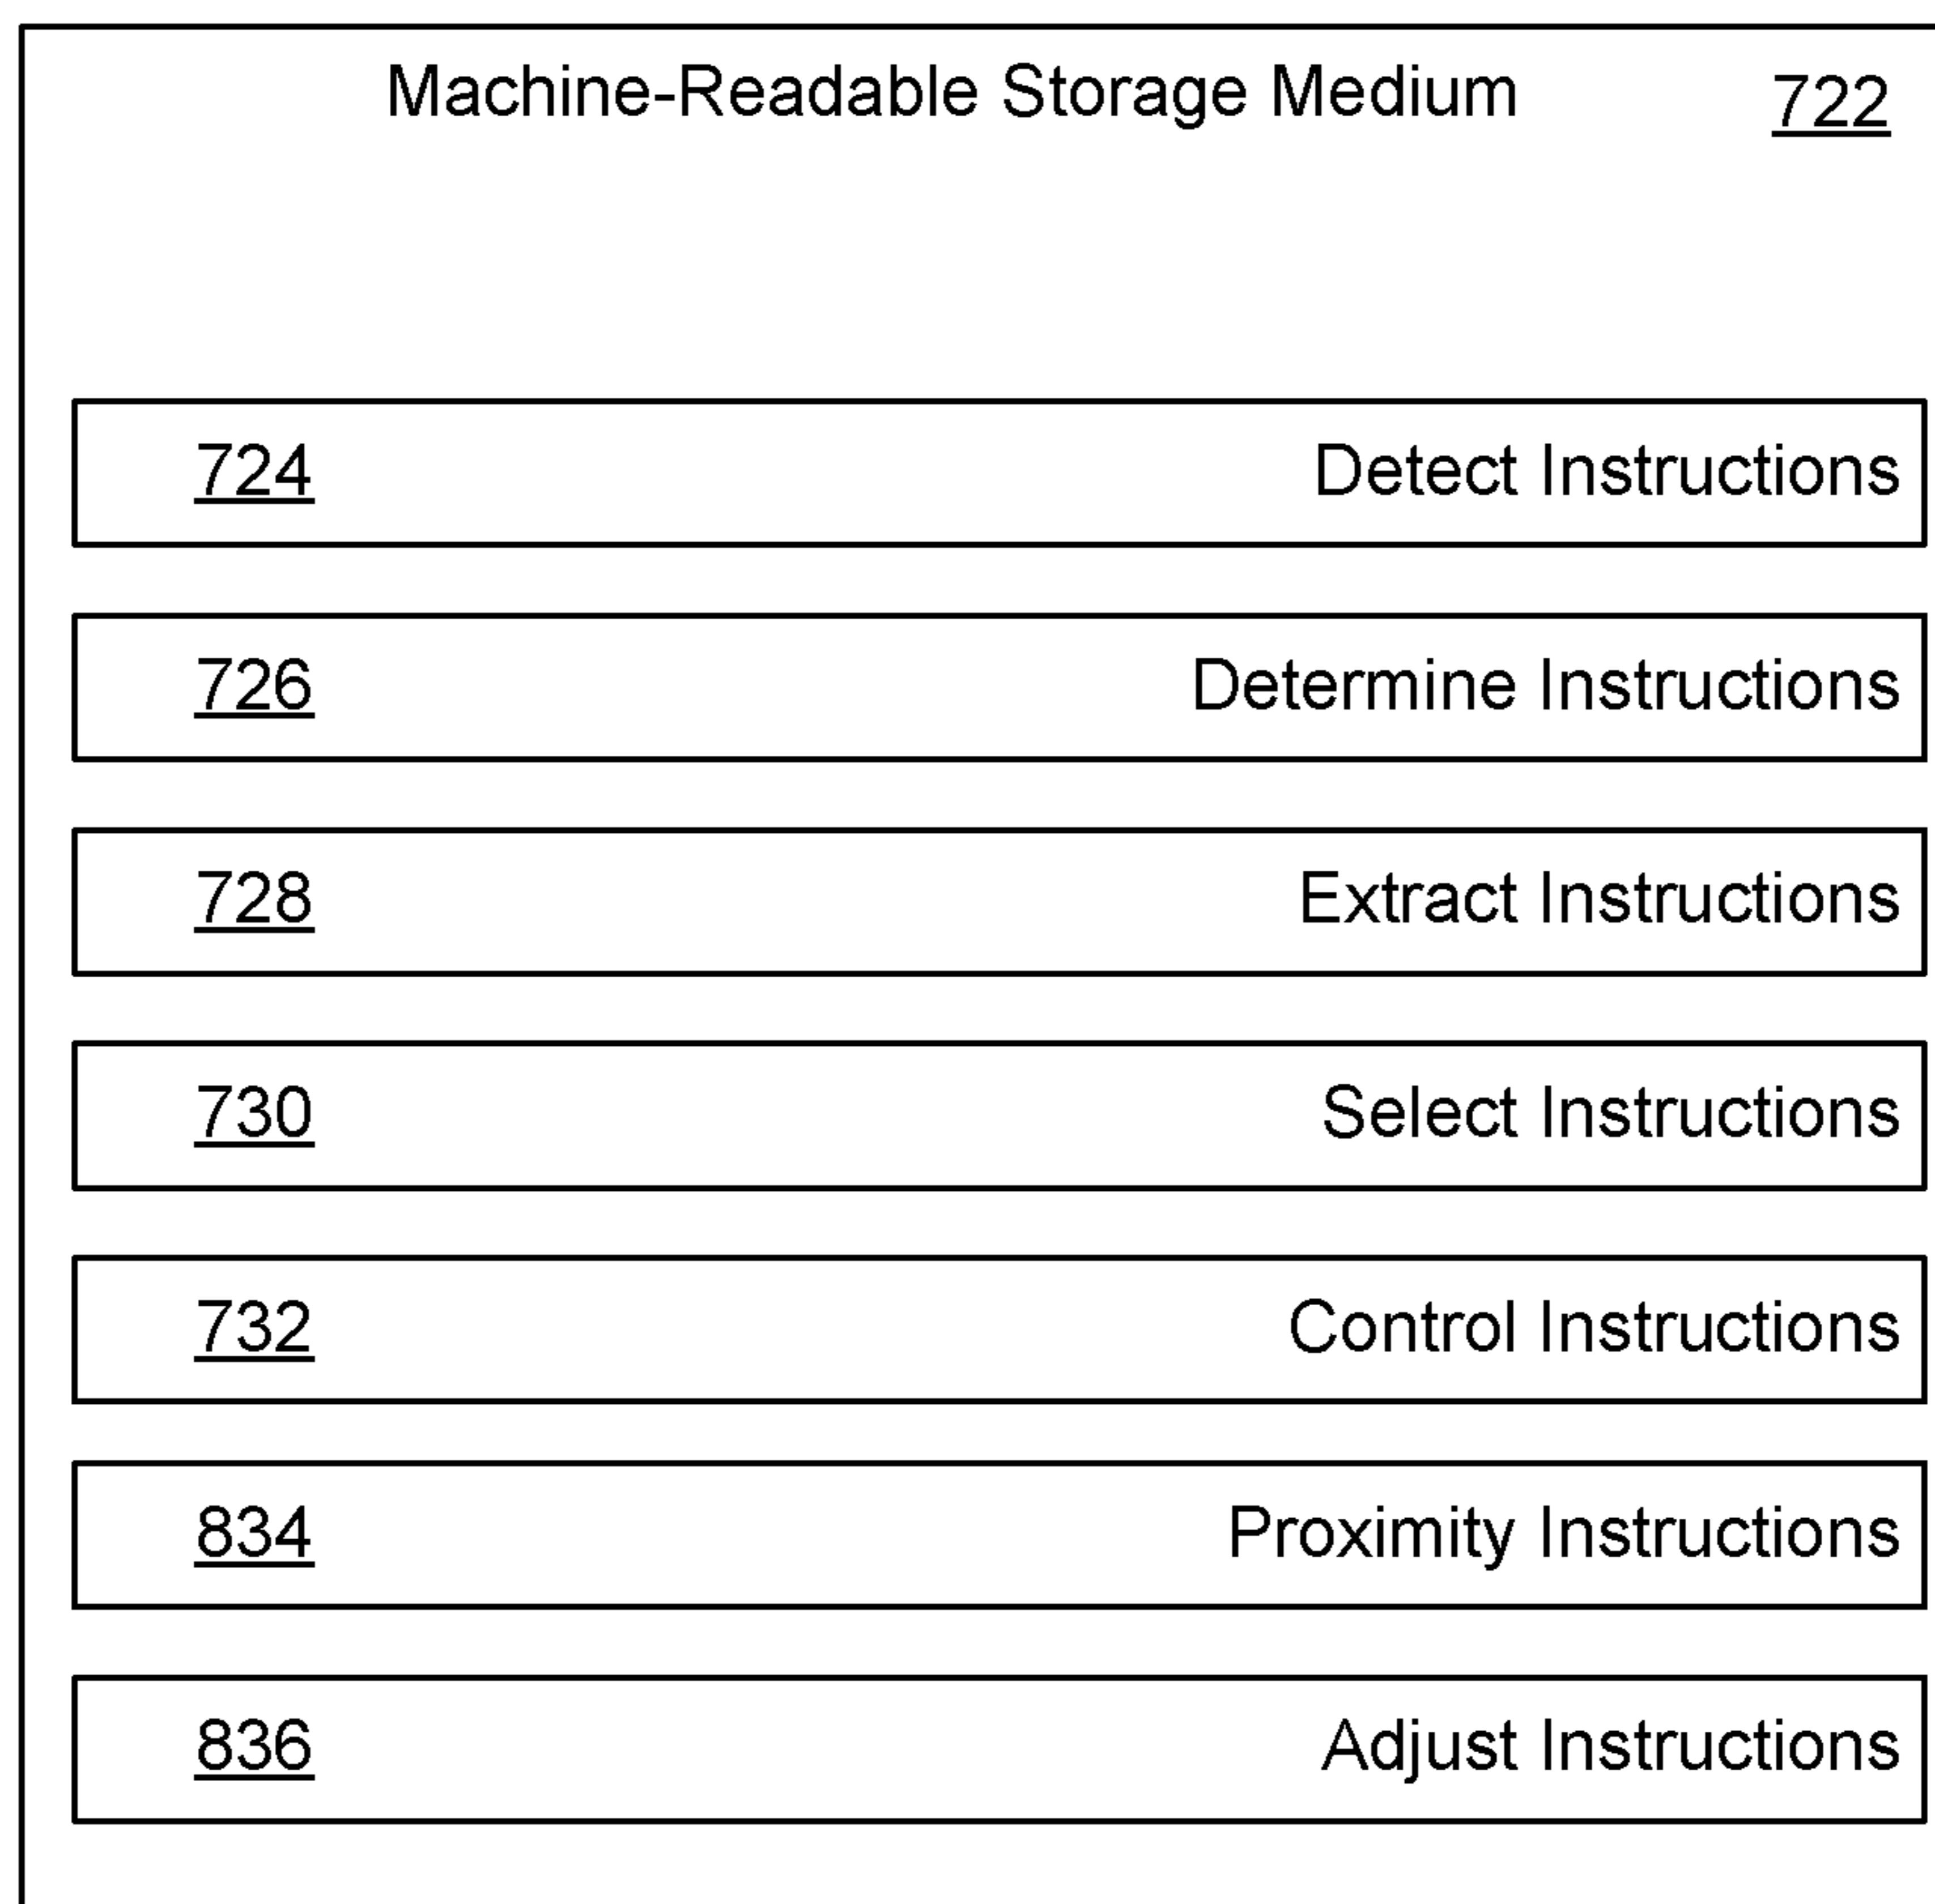 Machine-Readable Storage Medium 722
724 Detect Instructions
726 Determine Instructions
728 Extract Instructions
730 Select Instructions
732 Control Instructions
834 Proximity Instructions
836 Adjust Instructions